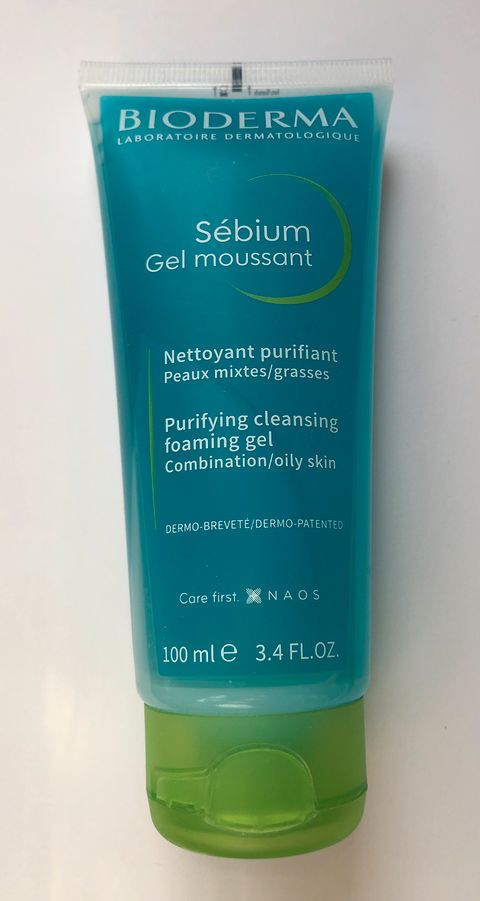 BIODERMA
LABORATOIRE DERMATOLOGIQUE
Sébium
Gel moussant
Nettoyant purifiant
Peaux mixtes/grasses
Purifying cleansing
foaming gel
Combination/oily skin
DERMO-BREVETÉ/DERMO-PATENTED
Care first. NAOS
100 ml ℮ 3.4 FL.OZ.